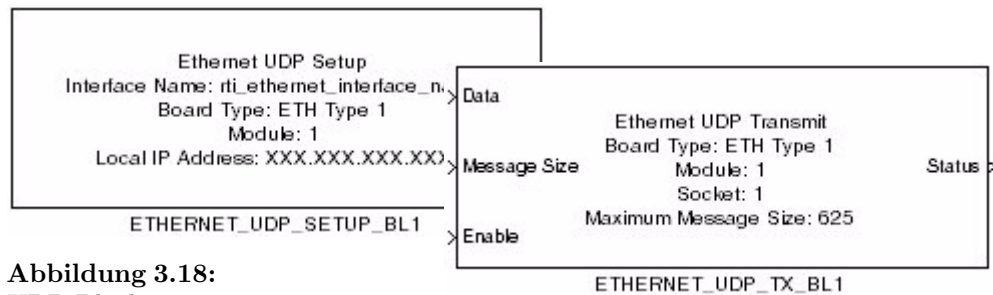 Ethernet UDP Setup
Interface Name: rti_ethernet_interface_
Board Type: ETH Type 1
Module: 1
Local IP Address: XXX.XXX.XXX.XXX
ETHERNET_UDP_SETUP_BL1
Data
Message Size
Enable
Ethernet UDP Transmit
Board Type: ETH Type 1
Module: 1
Socket: 1
Maximum Message Size: 625
Status
ETHERNET_UDP_TX_BL1
Abbildung 3.18: